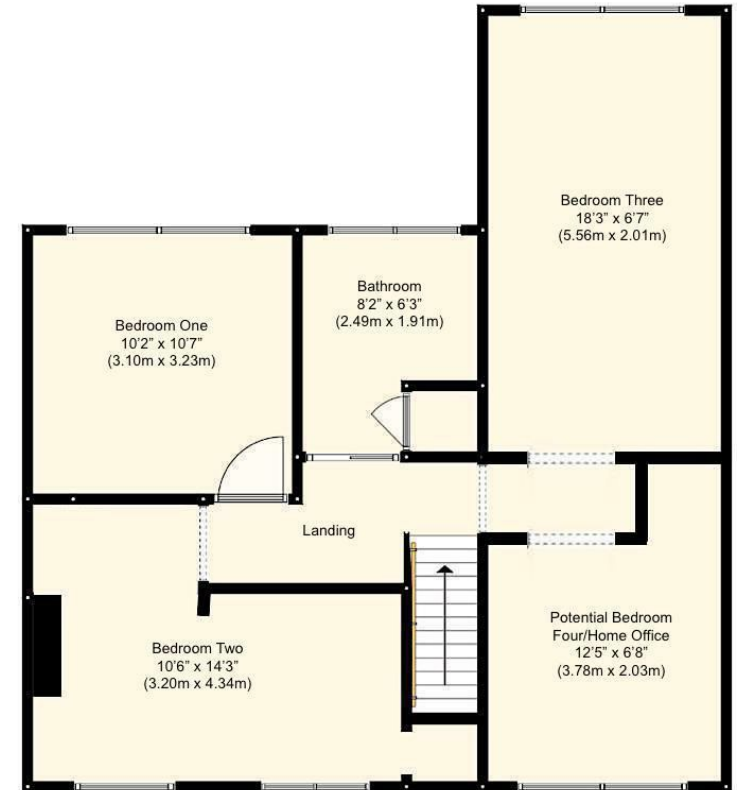 Bedroom Three
18'3” x 6'7”
(5.56m x 2.01m)
Bathroom
8'2” x 6'3”
(2.49m x 1.91m)
Bedroom One
10'2” x 10'7”
(3.10m x 3.23m)
Landing
Potential Bedroom
Four/Home Office
12'5” x 6'8”
(3.78m x 2.03m)
Bedroom Two
10'6” x 14'3”
(3.20m x 4.34m)